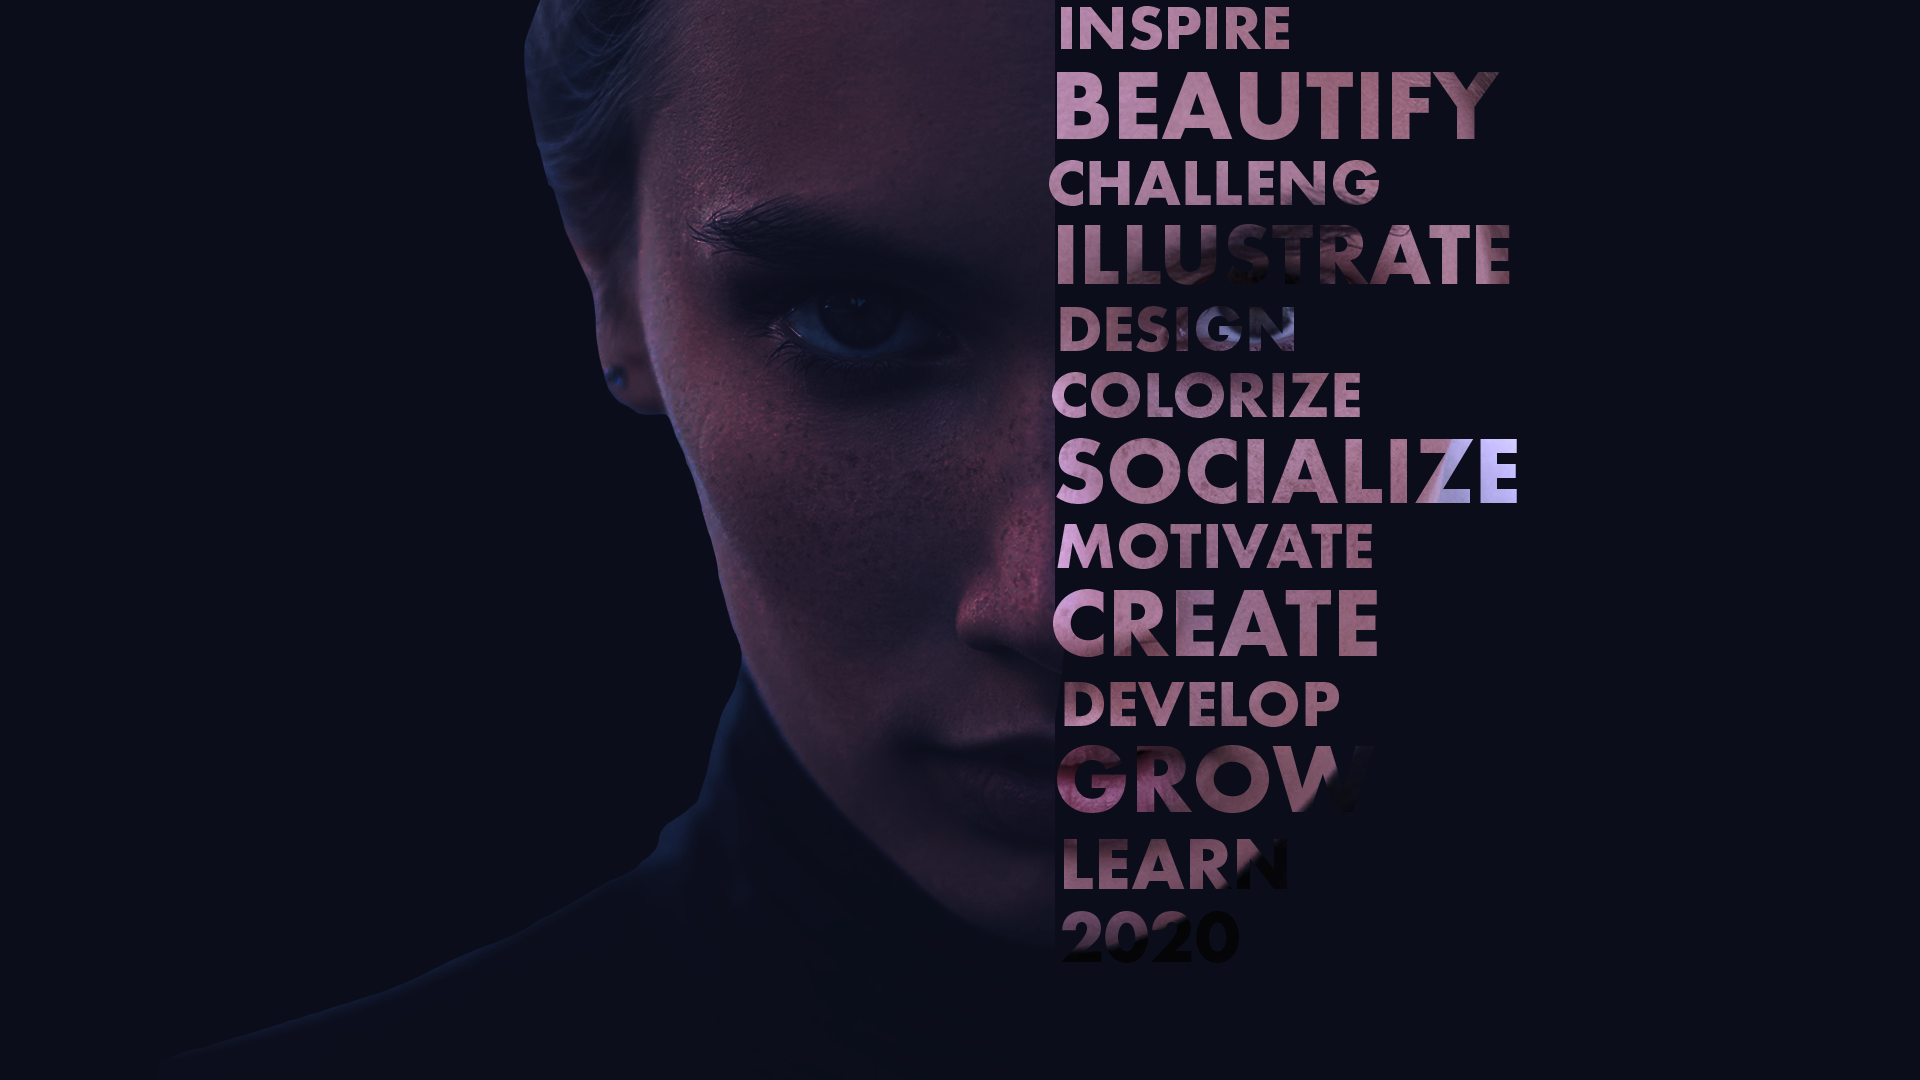 INSPIRE
BEAUTIFY
CHALLENG
ILLUSTRATE
DESIGN
COLORIZE
SOCIALIZE
MOTIVATE
CREATE
DEVELOP
GROW
LEARN
2020